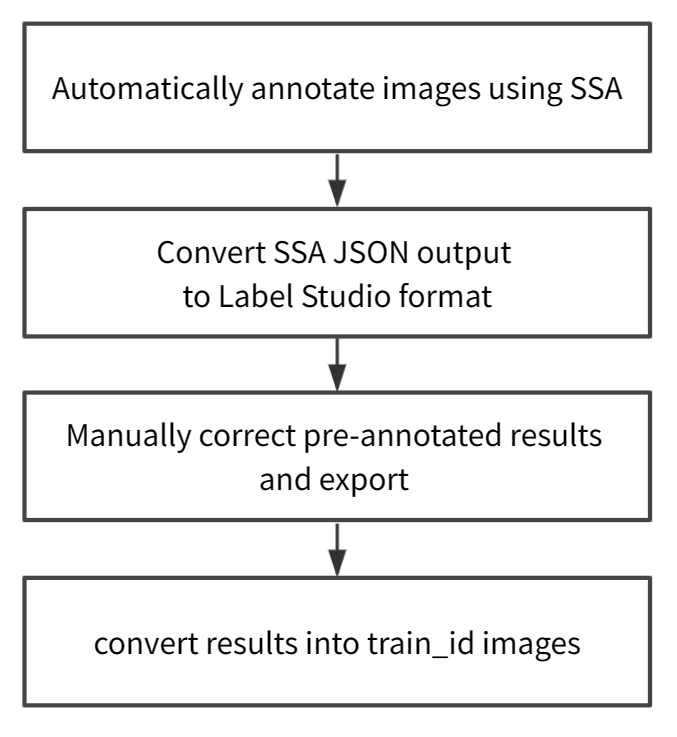 Automatically annotate images using SSA
Convert SSA JSON output
to Label Studio format
Manually correct pre-annotated results
and export
convert results into train_id images